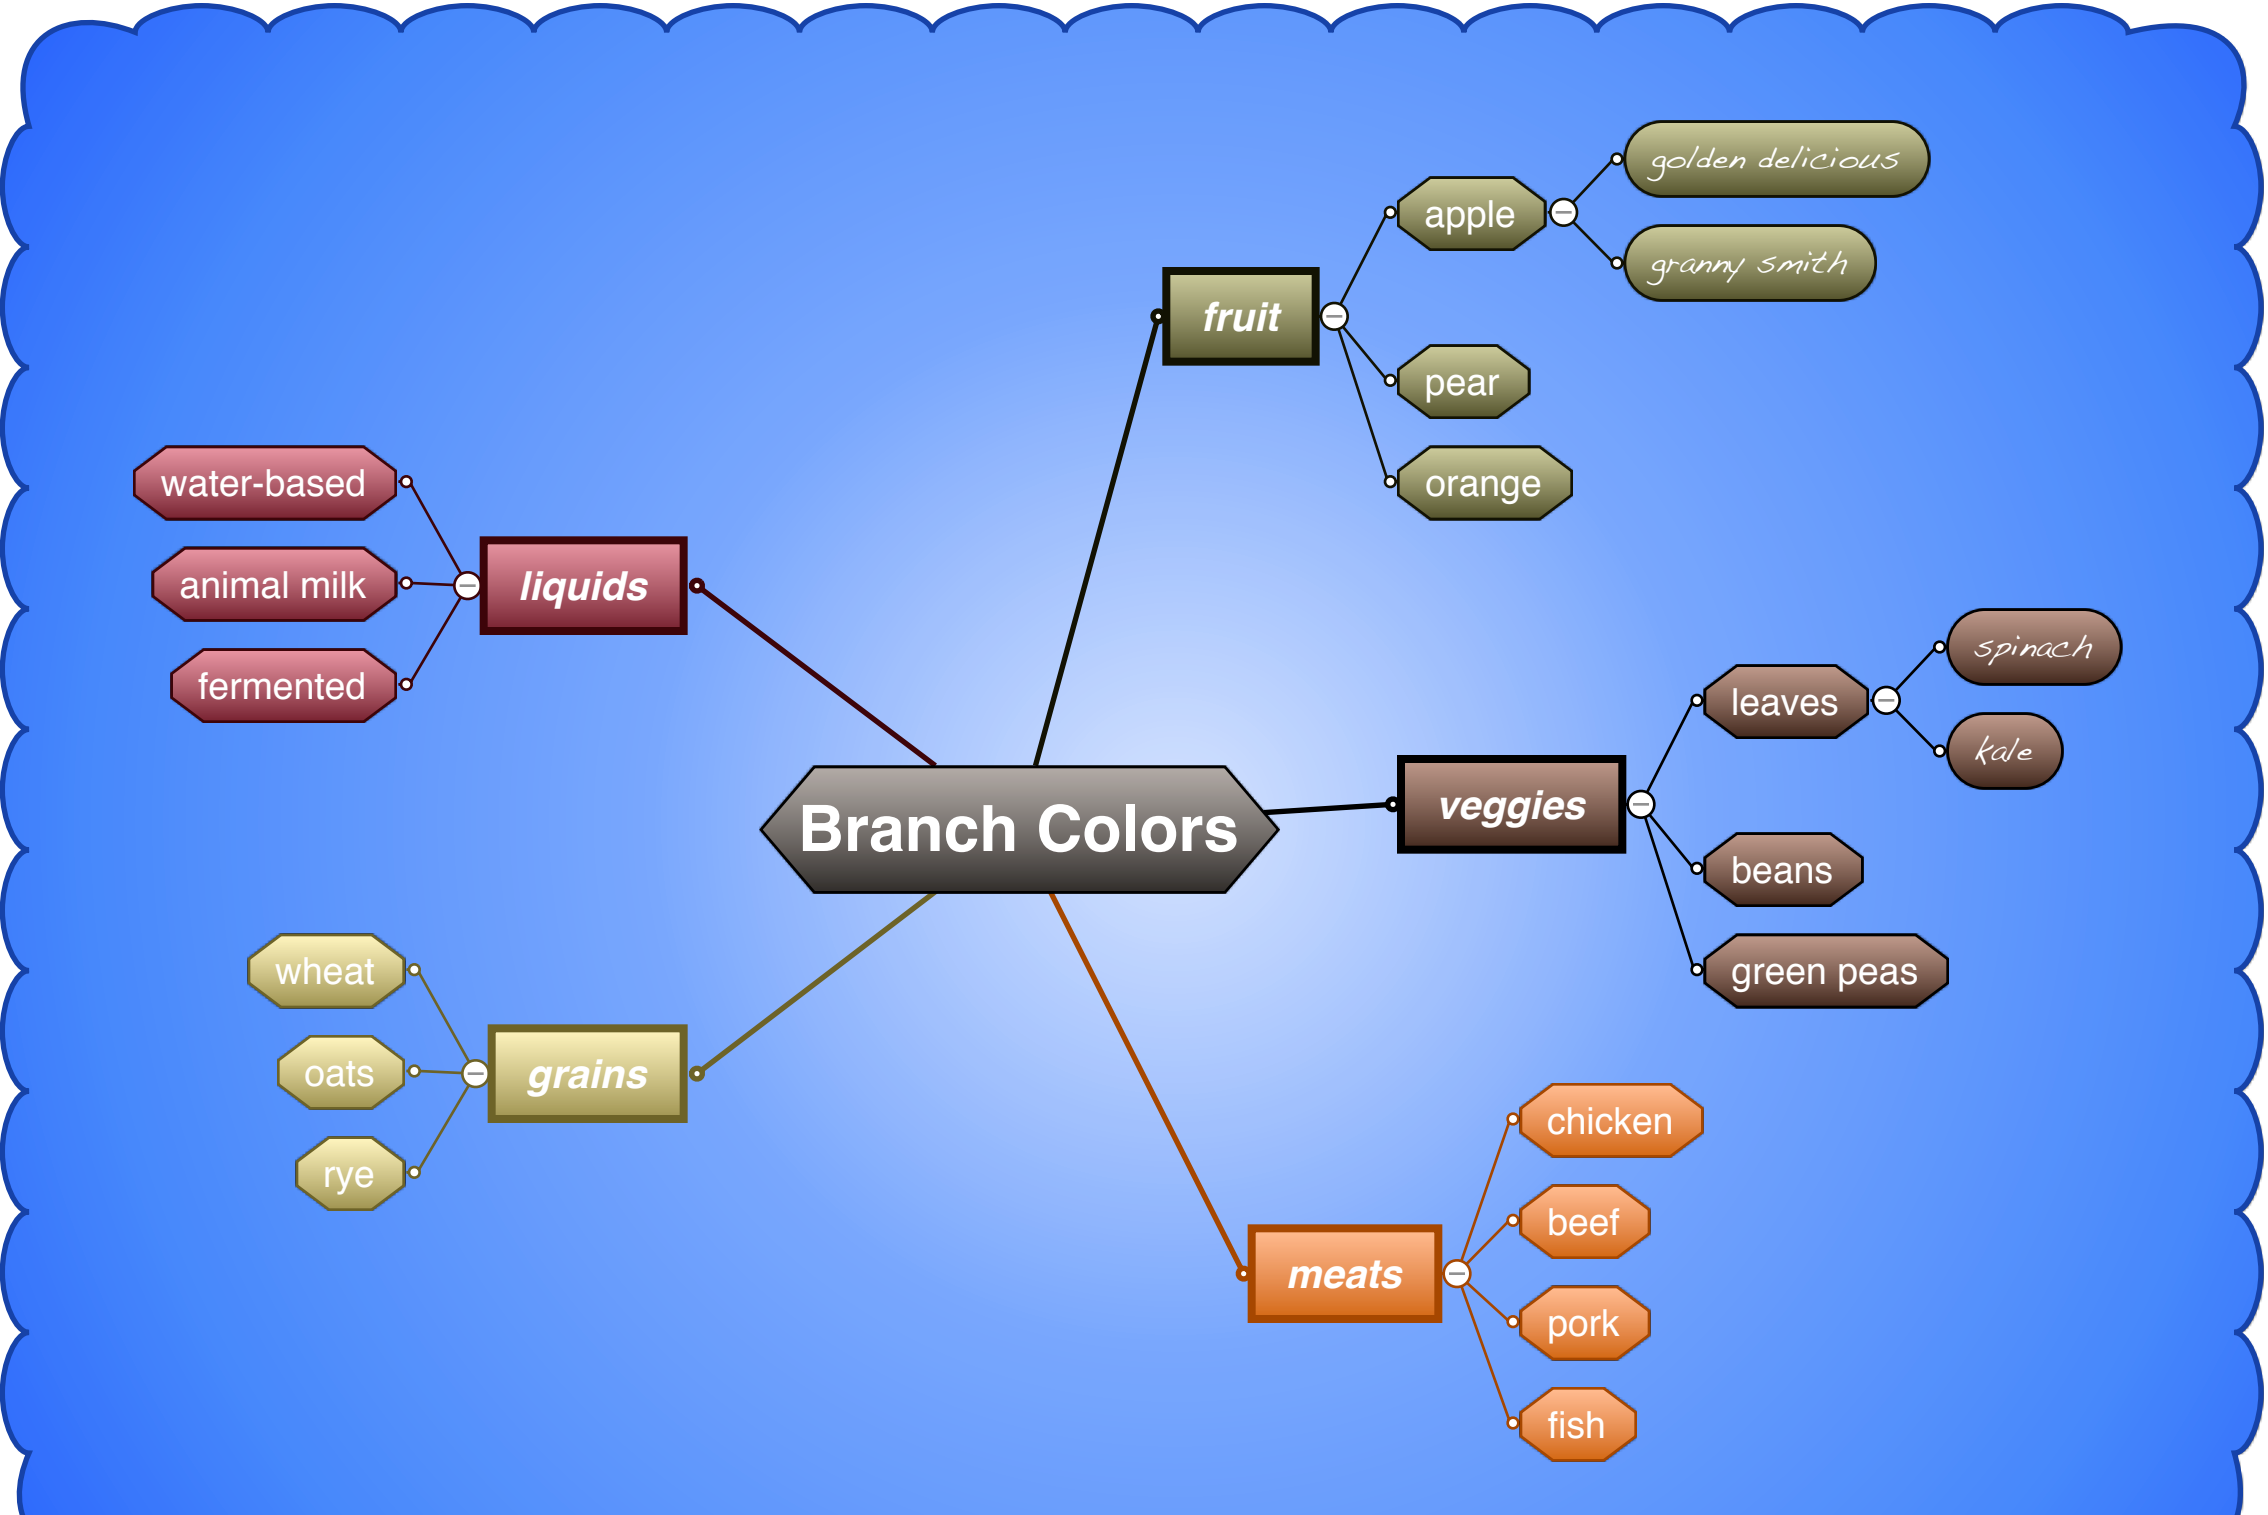 Branch Colors
fruit
apple
golden delicious
granny smith
pear
orange
veggies
leaves
spinach
kale
beans
green peas
meats
chicken
beef
pork
fish
grains
wheat
oats
rye
liquids
water-based
animal milk
fermented